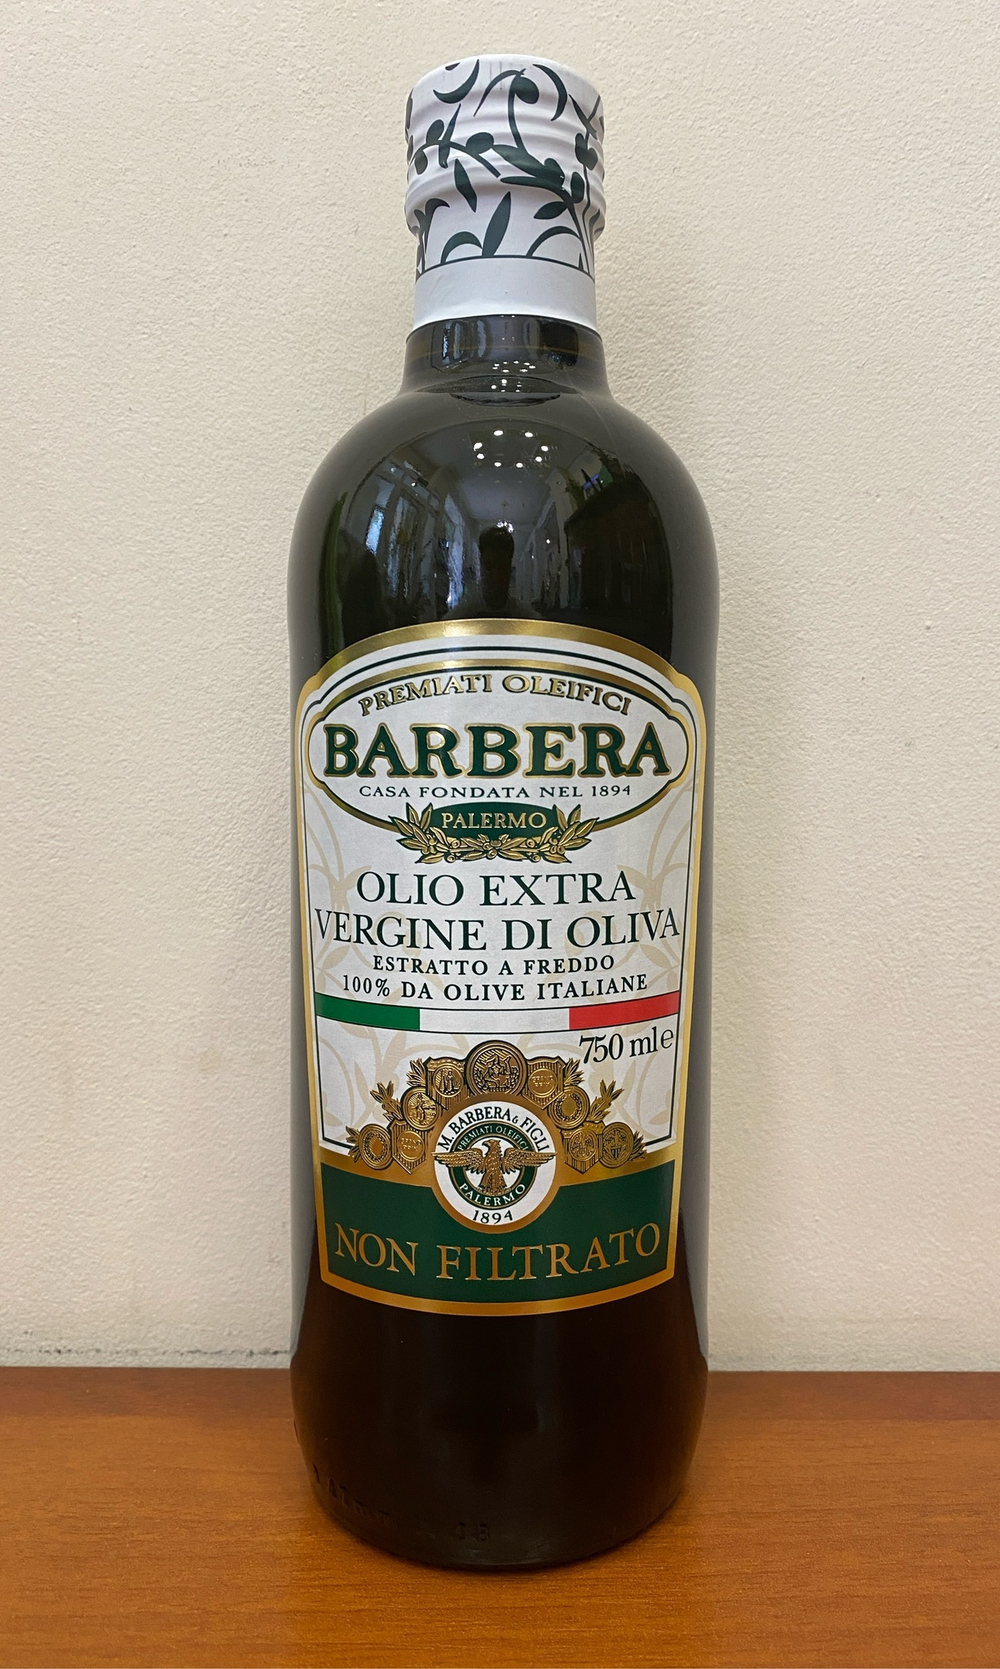 PREMIATI OLEIFICI
BARBERA
CASA FONDATA NEL 1894
PALERMO
OLIO EXTRA
VERGINE DI OLIVA
ESTRATTO A FREDDO
100% DA OLIVE ITALIANE
750 ml e
M. BARBERA & FIGLI
PREMIATI OLEIFICI
PALERMO
1894
NON FILTRATO